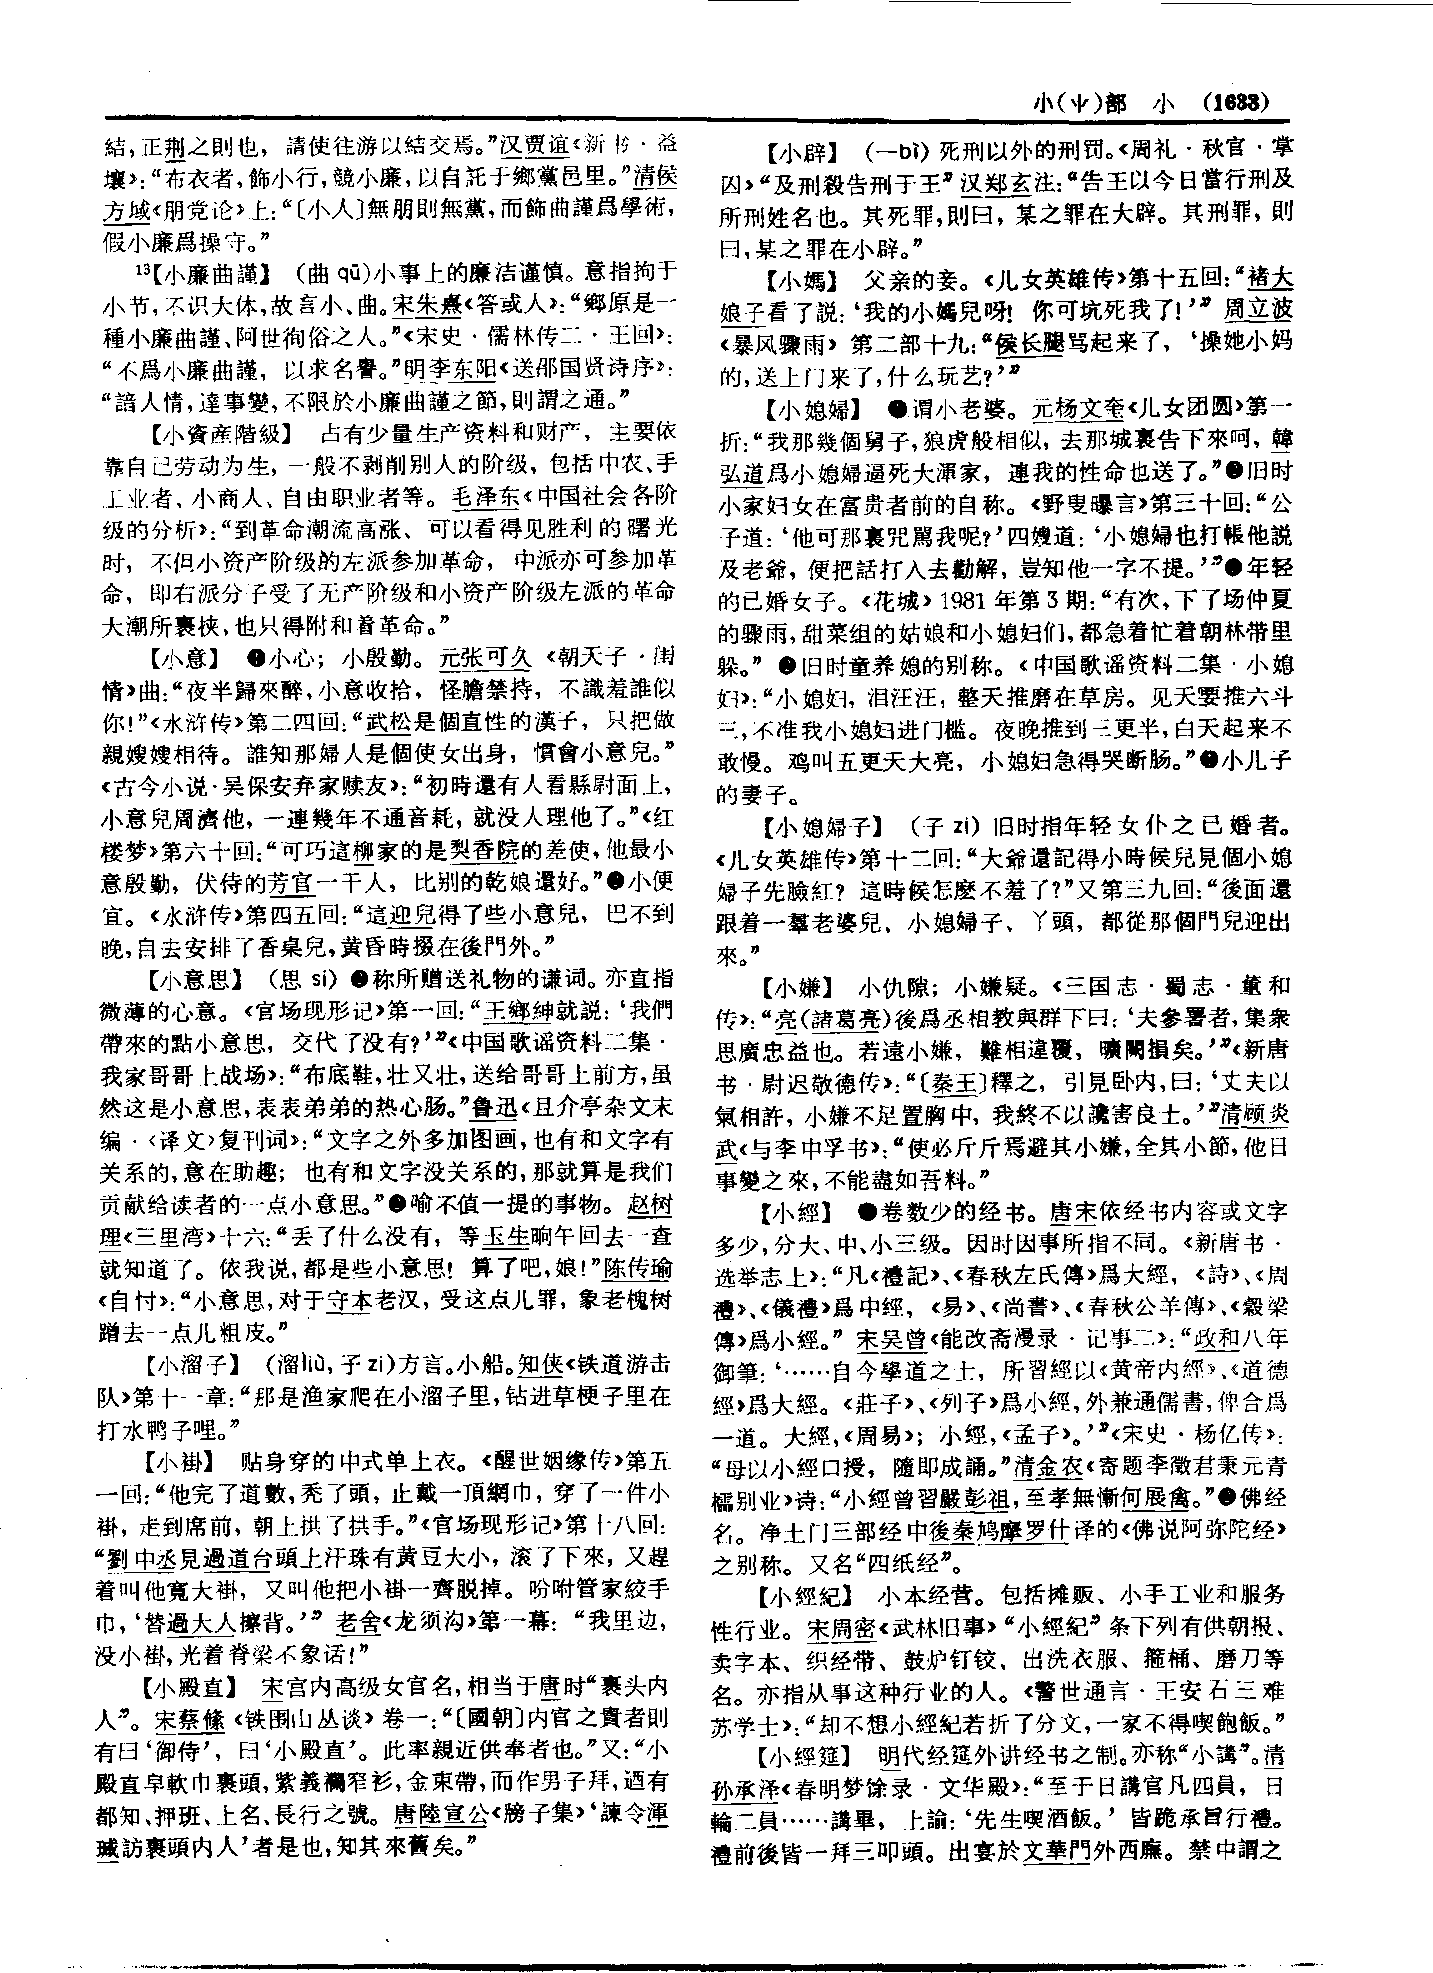 小(⺌)部　小　(1633)
結，正荆之則也，請使往游以結交焉。”汉贾谊《新书·益
壤》：“布衣者，飾小行，競小廉，以自託于鄉黨邑里。”清侯
方域《朋党论》上：“〔小人〕無朋則無黨，而飾曲謹爲學術，
假小廉爲操守。”
¹³【小廉曲謹】　(曲 qū)小事上的廉洁谨慎。意指拘于
小节，不识大体，故言小、曲。宋朱熹《答或人》：“鄉原是一
種小廉曲謹、阿世徇俗之人。”《宋史·儒林传二·王回》：
“不爲小廉曲謹，以求名譽。”明李东阳《送邵国贤诗序》：
“諳人情，達事變，不限於小廉曲謹之節，則謂之通。”
【小資産階級】　占有少量生产资料和财产，主要依
靠自己劳动为生，一般不剥削别人的阶级，包括中农、手
工业者、小商人、自由职业者等。毛泽东《中国社会各阶
级的分析》：“到革命潮流高涨、可以看得见胜利的曙光
时，不但小资产阶级的左派参加革命，中派亦可参加革
命，即右派分子受了无产阶级和小资产阶级左派的革命
大潮所裹挟，也只得附和着革命。”
【小意】　❶小心；小殷勤。元张可久《朝天子·闺
情》曲：“夜半歸來醉，小意收拾，怪膽禁持，不識羞誰似
你！”《水浒传》第二四回：“武松是個直性的漢子，只把做
親嫂嫂相待。誰知那婦人是個使女出身，慣會小意兒。”
《古今小说·吴保安弃家赎友》：“初時還有人看縣尉面上，
小意兒周濟他，一連幾年不通音耗，就没人理他了。”《红
楼梦》第六十回：“可巧這柳家的是梨香院的差使，他最小
意殷勤，伏侍的芳官一干人，比别的乾娘還好。”❷小便
宜。《水浒传》第四五回：“這迎兒得了些小意兒，巴不到
晚，自去安排了香桌兒，黄昏時掇在後門外。”
【小意思】　(思 si)　❶称所赠送礼物的谦词。亦直指
微薄的心意。《官场现形记》第一回：“王鄉紳就説：‘我們
帶來的點小意思，交代了没有？’”《中国歌谣资料二集·
我家哥哥上战场》：“布底鞋，壮又壮，送给哥哥上前方，虽
然这是小意思，表表弟弟的热心肠。”鲁迅《且介亭杂文末
编·〈译文〉复刊词》：“文字之外多加图画，也有和文字有
关系的，意在助趣；也有和文字没关系的，那就算是我们
贡献给读者的一点小意思。”❷喻不值一提的事物。赵树
理《三里湾》十六：“丢了什么没有，等玉生晌午回去一查
就知道了。依我说，都是些小意思！算了吧，娘！”陈传瑜
《自忖》：“小意思，对于守本老汉，受这点儿罪，象老槐树
蹭去一点儿粗皮。”
【小溜子】　(溜liù，子zi)方言。小船。知侠《铁道游击
队》第十一章：“那是渔家爬在小溜子里，钻进草梗子里在
打水鸭子哩。”
【小褂】　贴身穿的中式单上衣。《醒世姻缘传》第五
一回：“他完了道數，秃了頭，止戴一頂網巾，穿了一件小
褂，走到席前，朝上拱了拱手。”《官场现形记》第十八回：
“劉中丞見過道台頭上汗珠有黄豆大小，滚了下來，又趕
着叫他寬大褂，又叫他把小褂一齊脱掉。吩咐管家絞手
巾，‘替過大人擦背。’”　老舍《龙须沟》第一幕：“我里边，
没小褂，光着脊梁不象话！”
【小殿直】　宋宫内高级女官名，相当于唐时“裹头内
人”。宋蔡絛《铁围山丛谈》卷一：“〔國朝〕内官之貴者則
有曰‘御侍’，曰‘小殿直’。此率親近供奉者也。”又：“小
殿直皁軟巾裹頭，紫義襴窄衫，金束帶，而作男子拜，迺有
都知、押班、上名、長行之號。唐陸宣公《牓子集》‘諫令渾
瑊訪裹頭内人’者是也，知其來舊矣。”
【小辟】　(—bì) 死刑以外的刑罚。《周礼·秋官·掌
囚》“及刑殺告刑于王”汉郑玄注：“告王以今日當行刑及
所刑姓名也。其死罪，則曰，某之罪在大辟。其刑罪，則
曰，某之罪在小辟。”
【小媽】　父亲的妾。《儿女英雄传》第十五回：“褚大
娘子看了説：‘我的小媽兒呀！你可坑死我了！’”　周立波
《暴风骤雨》第二部十九：“侯长腿骂起来了，‘操她小妈
的，送上门来了，什么玩艺？’”
【小媳婦】　❶谓小老婆。元杨文奎《儿女团圆》第一
折：“我那幾個舅子，狼虎般相似，去那城裏告下來呵，韓
弘道爲小媳婦逼死大渾家，連我的性命也送了。”❷旧时
小家妇女在富贵者前的自称。《野叟曝言》第三十回：“公
子道：‘他可那裏咒駡我呢？’四嫂道：‘小媳婦也打帳他説
及老爺，便把話打入去勸解，豈知他一字不提。’”❸年轻
的已婚女子。《花城》1981年第3期：“有次，下了场仲夏
的骤雨，甜菜组的姑娘和小媳妇们，都急着忙着朝林带里
躲。”　❹旧时童养媳的别称。《中国歌谣资料二集·小媳
妇》：“小媳妇，泪汪汪，整天推磨在草房。见天要推六斗
三，不准我小媳妇进门槛。夜晚推到三更半，白天起来不
敢慢。鸡叫五更天大亮，小媳妇急得哭断肠。”❺小儿子
的妻子。
【小媳婦子】　(子 zi)　旧时指年轻女仆之已婚者。
《儿女英雄传》第十二回：“大爺還記得小時候兒見個小媳
婦子先臉紅？這時候怎麽不羞了？”又第三九回：“後面還
跟着一羣老婆兒、小媳婦子、丫頭，都從那個門兒迎出
來。”
【小嫌】　小仇隙；小嫌疑。《三国志·蜀志·董和
传》：“亮(諸葛亮)後爲丞相教與群下曰：‘夫參署者，集衆
思廣忠益也。若遠小嫌，難相違覆，曠闕損矣。’”《新唐
书·尉迟敬德传》：“〔秦王〕釋之，引見卧内，曰：‘丈夫以
氣相許，小嫌不足置胸中，我終不以讒害良士。’”清顾炎
武《与李中孚书》：“使必斤斤焉避其小嫌，全其小節，他日
事變之來，不能盡如吾料。”
【小經】　❶卷数少的经书。唐宋依经书内容或文字
多少，分大、中、小三级。因时因事所指不同。《新唐书·
选举志上》：“凡《禮記》、《春秋左氏傳》爲大經，《詩》、《周
禮》、《儀禮》爲中經，《易》、《尚書》、《春秋公羊傳》、《穀梁
傳》爲小經。”　宋吴曾《能改斋漫录·记事二》：“政和八年
御筆：‘……自今學道之士，所習經以《黄帝内經》、《道德
經》爲大經。《莊子》、《列子》爲小經，外兼通儒書，俾合爲
一道。大經，《周易》；小經，《孟子》。’”《宋史·杨亿传》：
“母以小經口授，隨即成誦。”清金农《寄题李徵君秉元青
櫺别业》诗：“小經曾習嚴彭祖，至孝無慚何展禽。”❷佛经
名。净土门三部经中後秦鸠摩罗什译的《佛说阿弥陀经》
之别称。又名“四纸经”。
【小經紀】　小本经营。包括摊贩、小手工业和服务
性行业。宋周密《武林旧事》“小經紀”条下列有供朝报、
卖字本、织经带、鼓炉钉铰、出洗衣服、箍桶、磨刀等
名。亦指从事这种行业的人。《警世通言·王安石三难
苏学士》：“却不想小經紀若折了分文，一家不得喫飽飯。”
【小經筵】　明代经筵外讲经书之制。亦称“小講”。清
孙承泽《春明梦馀录·文华殿》：“至于日講官凡四員，日
輪二員……講畢，上諭：‘先生喫酒飯。’皆跪承旨行禮。
禮前後皆一拜三叩頭。出宴於文華門外西廡。禁中謂之